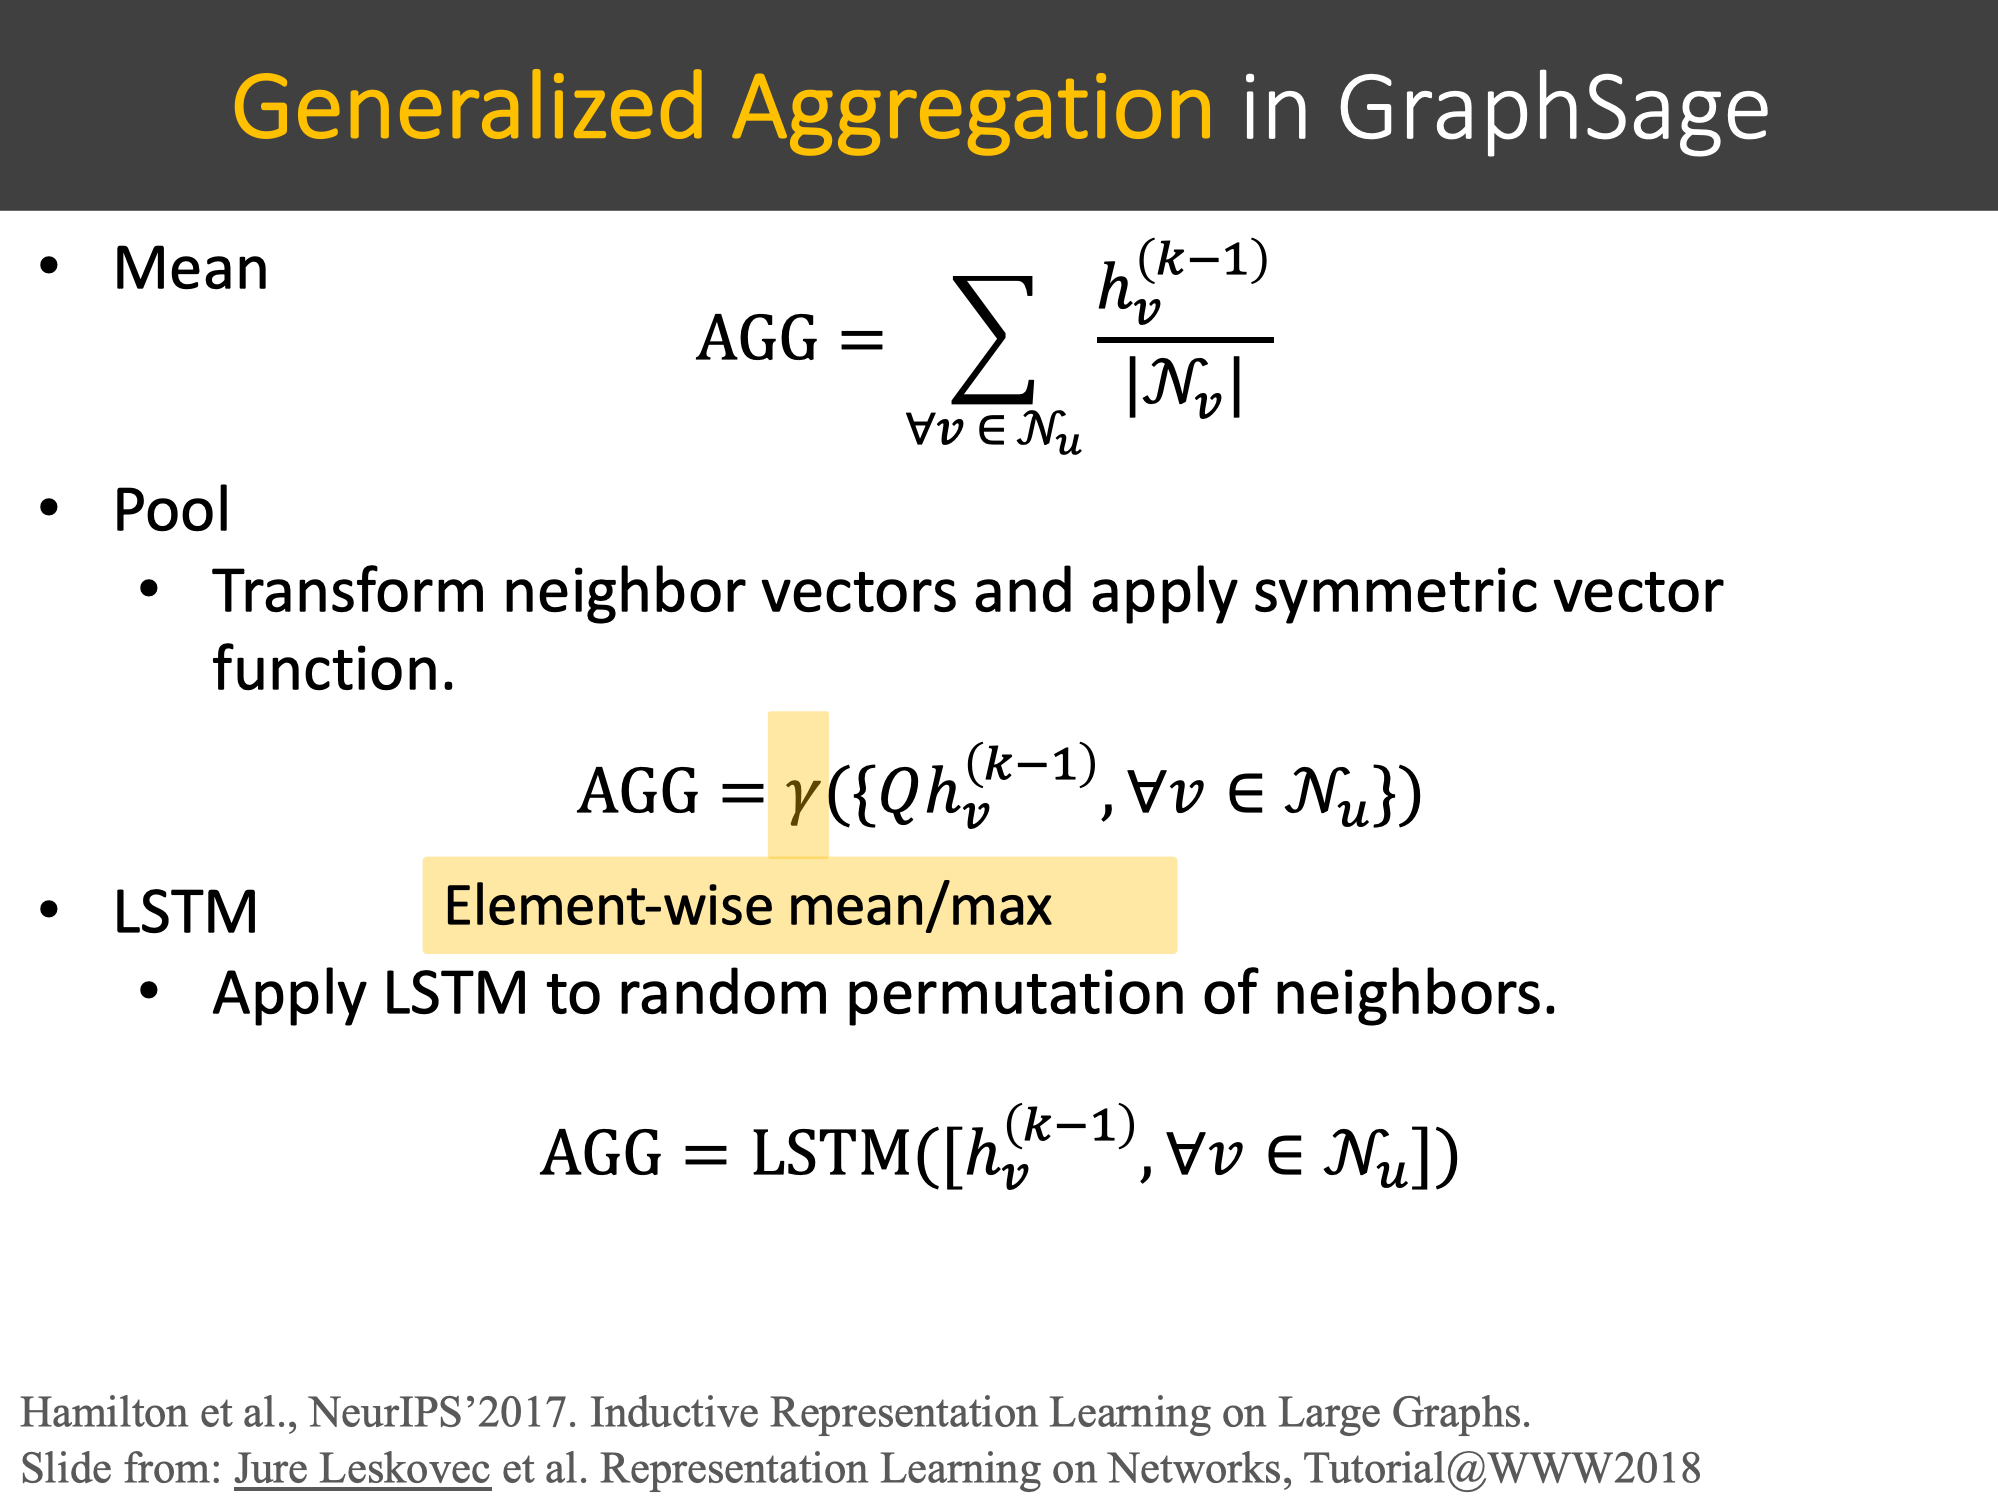 Generalized Aggregation in GraphSage
• Mean
AGG = ∑_{∀v ∈ 𝒩_u} h_v^{(k−1)} / |𝒩_v|
• Pool
• Transform neighbor vectors and apply symmetric vector
function.
AGG = γ({Qh_v^{(k−1)}, ∀v ∈ 𝒩_u})
Element-wise mean/max
• LSTM
• Apply LSTM to random permutation of neighbors.
AGG = LSTM([h_v^{(k−1)}, ∀v ∈ 𝒩_u])
Hamilton et al., NeurIPS’2017. Inductive Representation Learning on Large Graphs.
Slide from: Jure Leskovec et al. Representation Learning on Networks, Tutorial@WWW2018